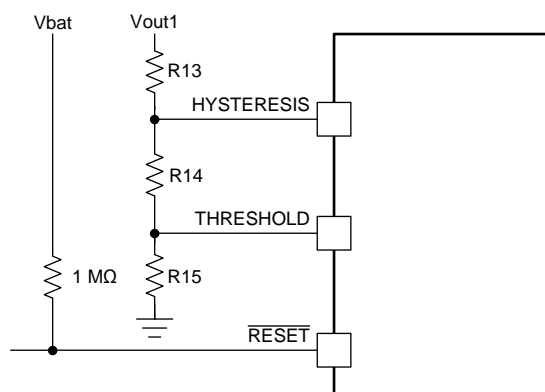 Vbat Vout1
R13
HYSTERESIS
R14
THRESHOLD
R15
1 MΩ
RESET